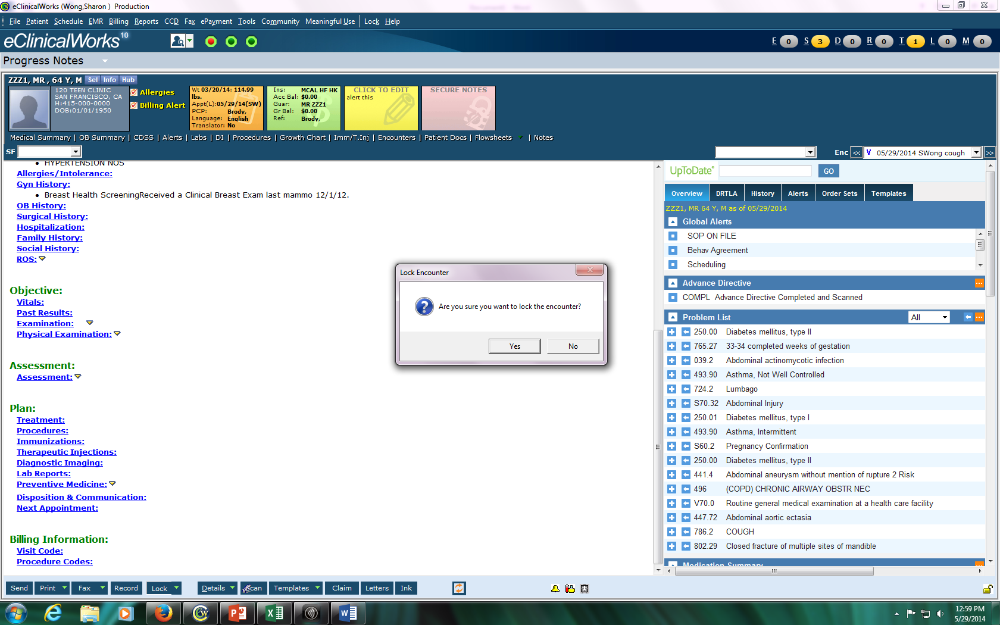 eClinicalWorks (Wong,Sharon ) Production
File Patient Schedule EMR Billing Reports CCD Fax ePayment Tools Community Meaningful Use Lock Help
eClinicalWorks 10
E 0 S 3 D 0 R 0 T 1 L 0 M 0
Progress Notes
ZZZ1, MR , 64 Y, M Sel Info Hub
120 TEEN CLINIC
SAN FRANCISCO, CA
H:415-000-0000
DOB:01/01/1950
Allergies
Billing Alert
Wt 03/20/14: 114.99
lbs.
Appt(L):05/29/14(SW)
PCP: Brody,
Language: English
Translator: No
Ins: MCAL HF HK
Acc Bal: $0.00
Guar: MR ZZZ1
Gr Bal: $0.00
Ref: Brody,
CLICK TO EDIT
alert this
SECURE NOTES
Medical Summary | OB Summary | CDSS | Alerts | Labs | DI | Procedures | Growth Chart | Imm/T.Inj | Encounters | Patient Docs | Flowsheets | Notes
SF
Enc << V 05/29/2014 SWong cough >>
• HYPERTENSION NOS
Allergies/Intolerance:
Gyn History:
• Breast Health ScreeningReceived a Clinical Breast Exam last mammo 12/1/12.
OB History:
Surgical History:
Hospitalization:
Family History:
Social History:
ROS:
Objective:
Vitals:
Past Results:
Examination:
Physical Examination:
Assessment:
Assessment:
Plan:
Treatment:
Procedures:
Immunizations:
Therapeutic Injections:
Diagnostic Imaging:
Lab Reports:
Preventive Medicine:
Disposition & Communication:
Next Appointment:
Billing Information:
Visit Code:
Procedure Codes:
Lock Encounter
Are you sure you want to lock the encounter?
Yes No
UpToDate® GO
Overview DRTLA History Alerts Order Sets Templates
ZZZ1, MR 64 Y, M as of 05/29/2014
Global Alerts
SOP ON FILE
Behav Agreement
Scheduling
Advance Directive
COMPL Advance Directive Completed and Scanned
Problem List All
250.00 Diabetes mellitus, type II
765.27 33-34 completed weeks of gestation
039.2 Abdominal actinomycotic infection
493.90 Asthma, Not Well Controlled
724.2 Lumbago
S70.32 Abdominal Injury
250.01 Diabetes mellitus, type I
493.90 Asthma, Intermittent
S60.2 Pregnancy Confirmation
250.00 Diabetes mellitus, type II
441.4 Abdominal aneurysm without mention of rupture 2 Risk
496 (COPD) CHRONIC AIRWAY OBSTR NEC
V70.0 Routine general medical examination at a health care facility
447.72 Abdominal aortic ectasia
786.2 COUGH
802.29 Closed fracture of multiple sites of mandible
Medication Summary
Send Print Fax Record Lock Details Scan Templates Claim Letters Ink
12:59 PM
5/29/2014